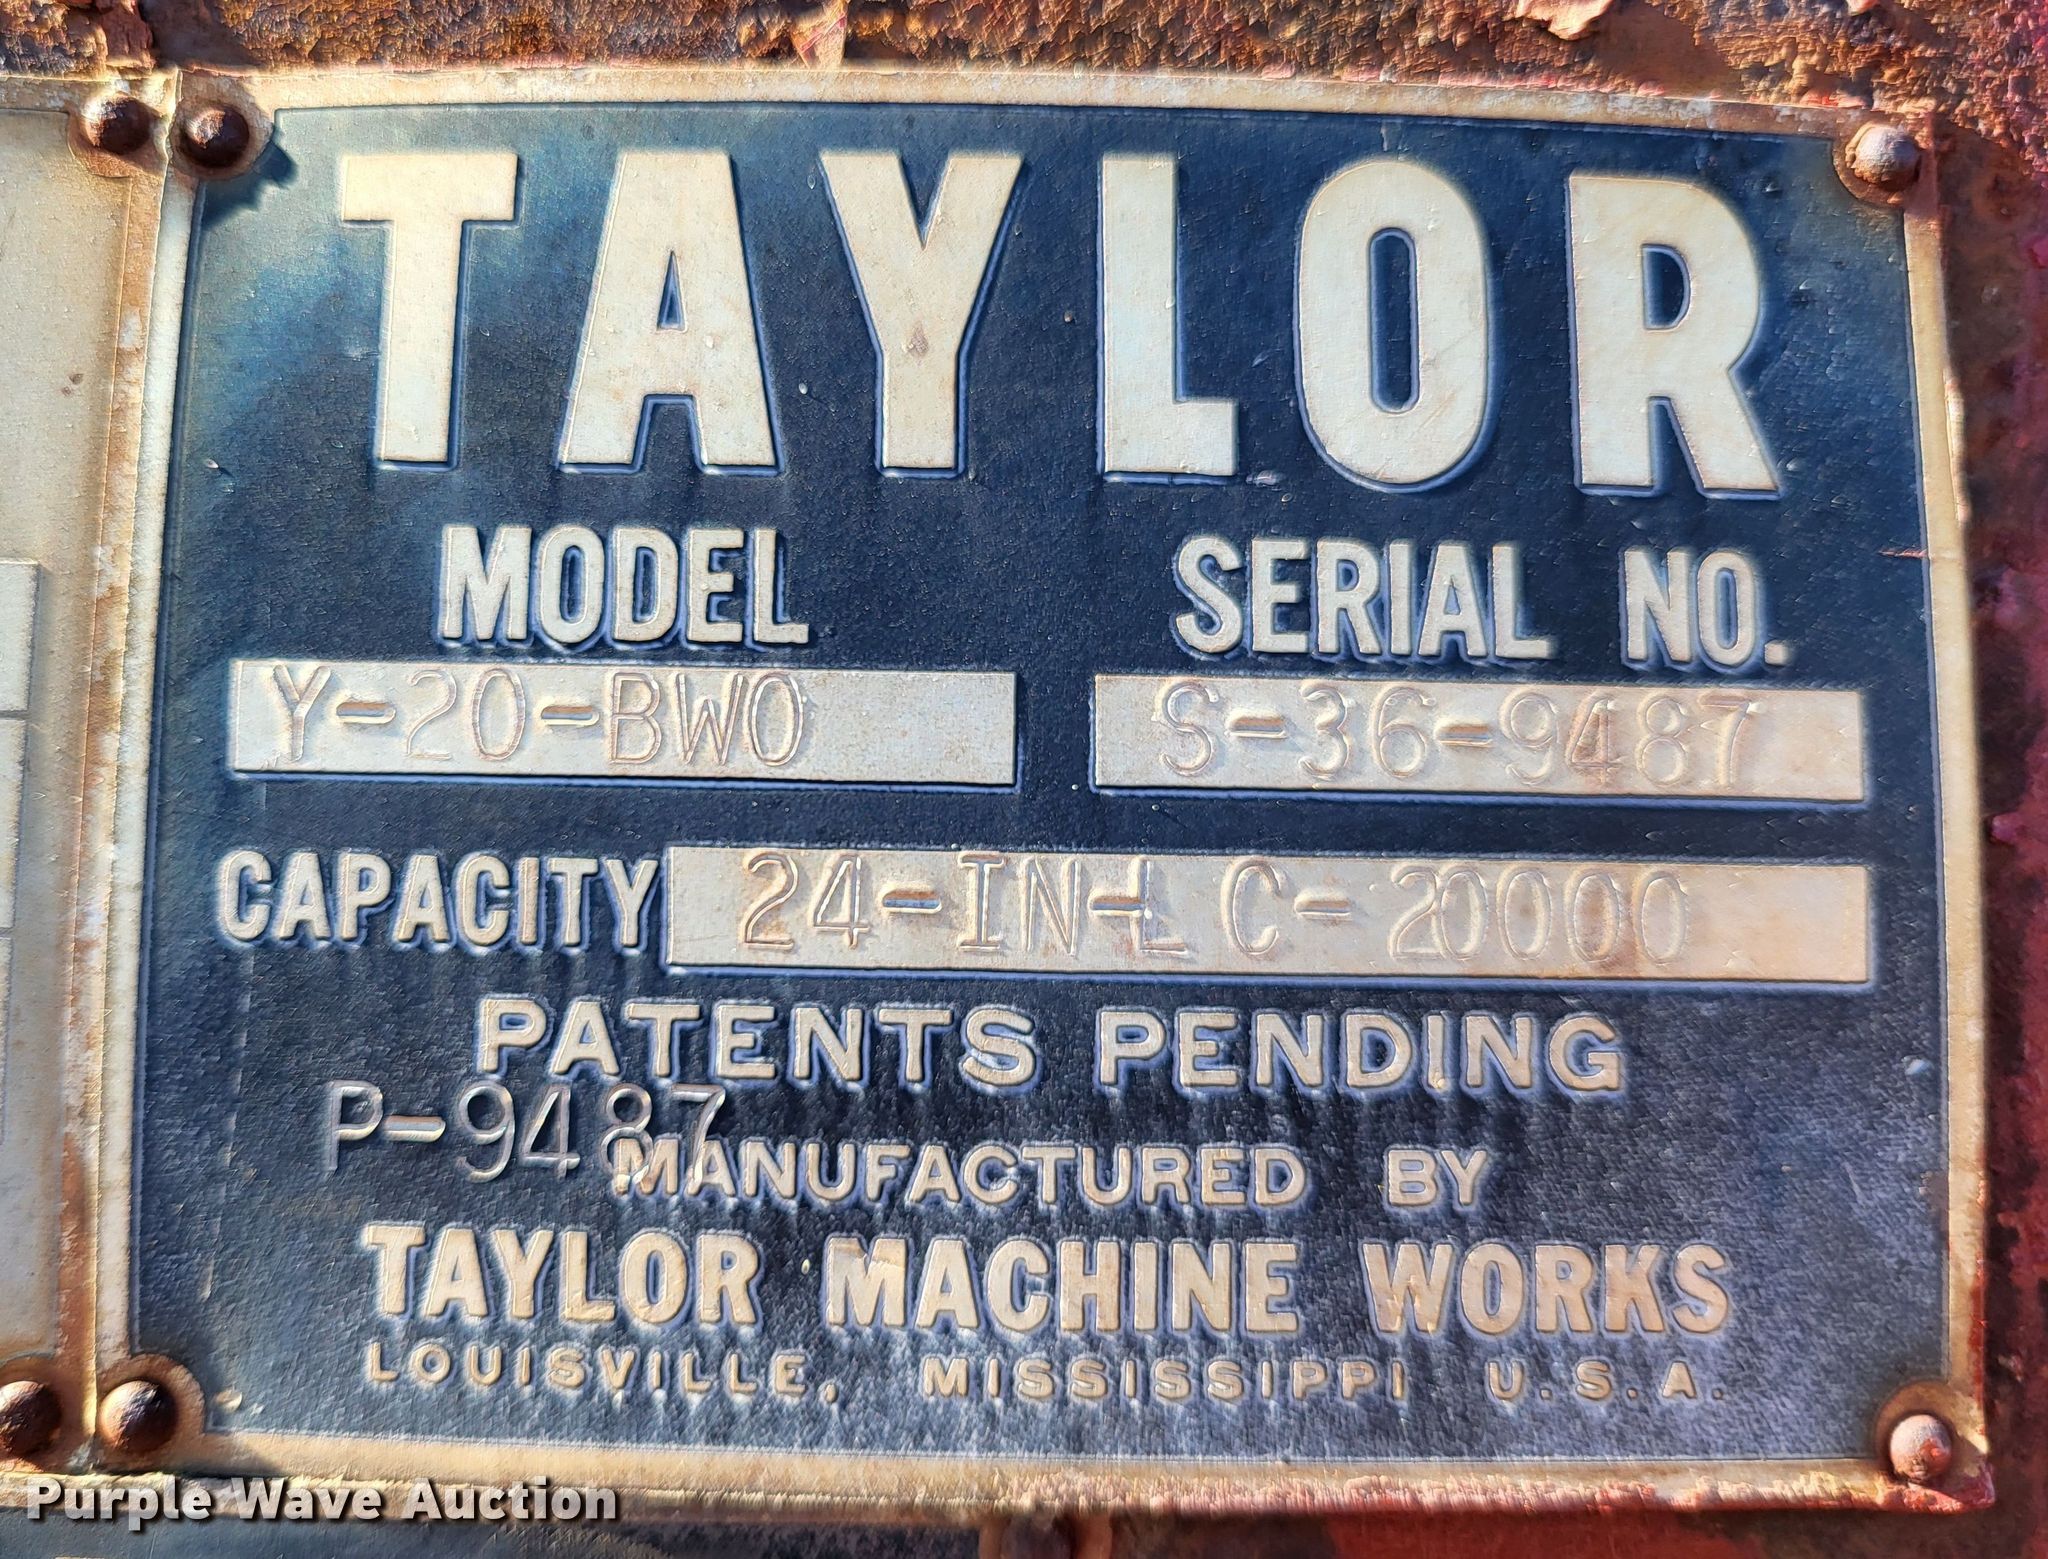 TAYLOR
MODEL SERIAL NO.
Y-20-BWO S-36-9487
CAPACITY 24-IN-L C-20000
PATENTS PENDING
P-9487
MANUFACTURED BY
TAYLOR MACHINE WORKS
LOUISVILLE, MISSISSIPPI U.S.A.
Purple Wave Auction